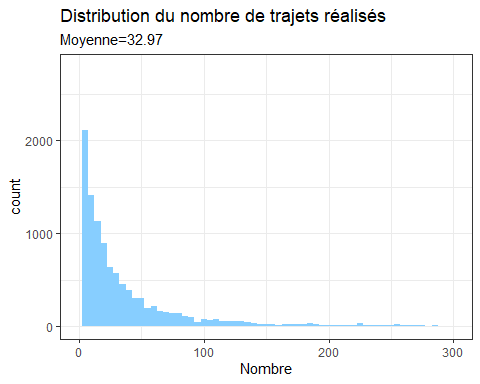 Distribution du nombre de trajets réalisés
Moyenne=32.97
count
2000
1000
0
0 100 200 300
Nombre